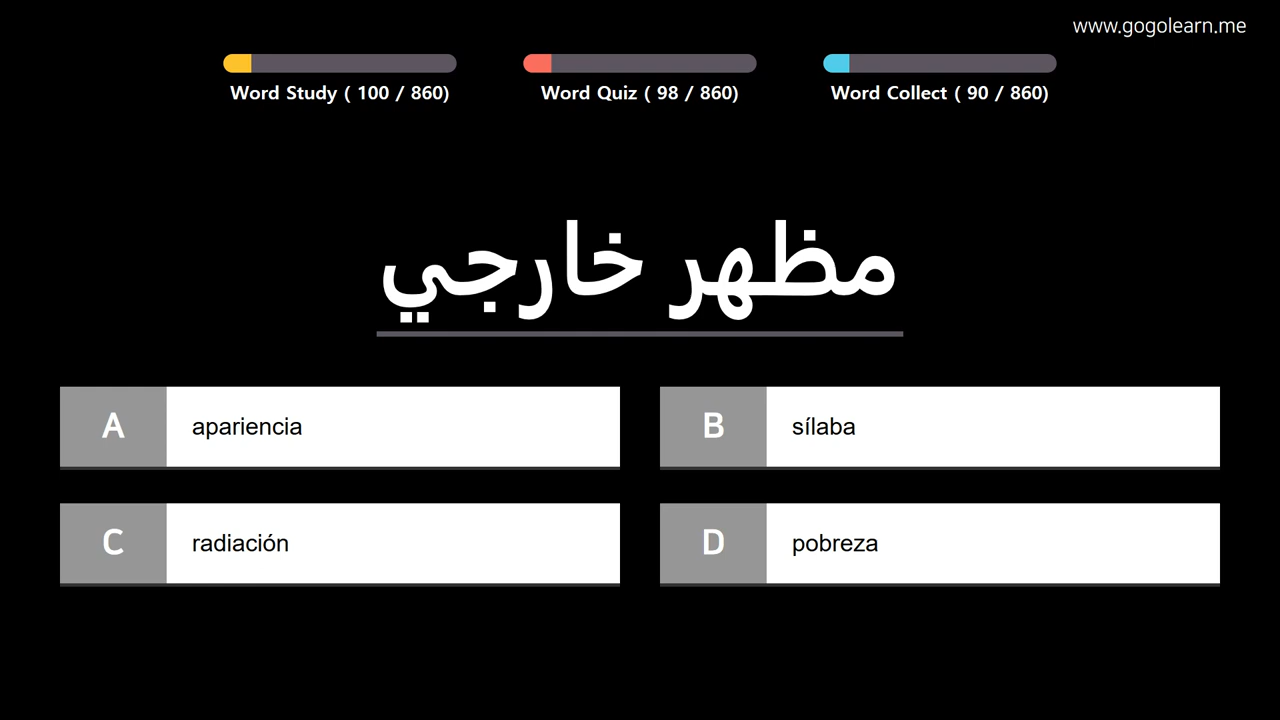 www.gogolearn.me
Word Study ( 100 / 860)
Word Quiz ( 98 / 860)
Word Collect ( 90 / 860)
مظهر خارجي
A apariencia
B sílaba
C radiación
D pobreza